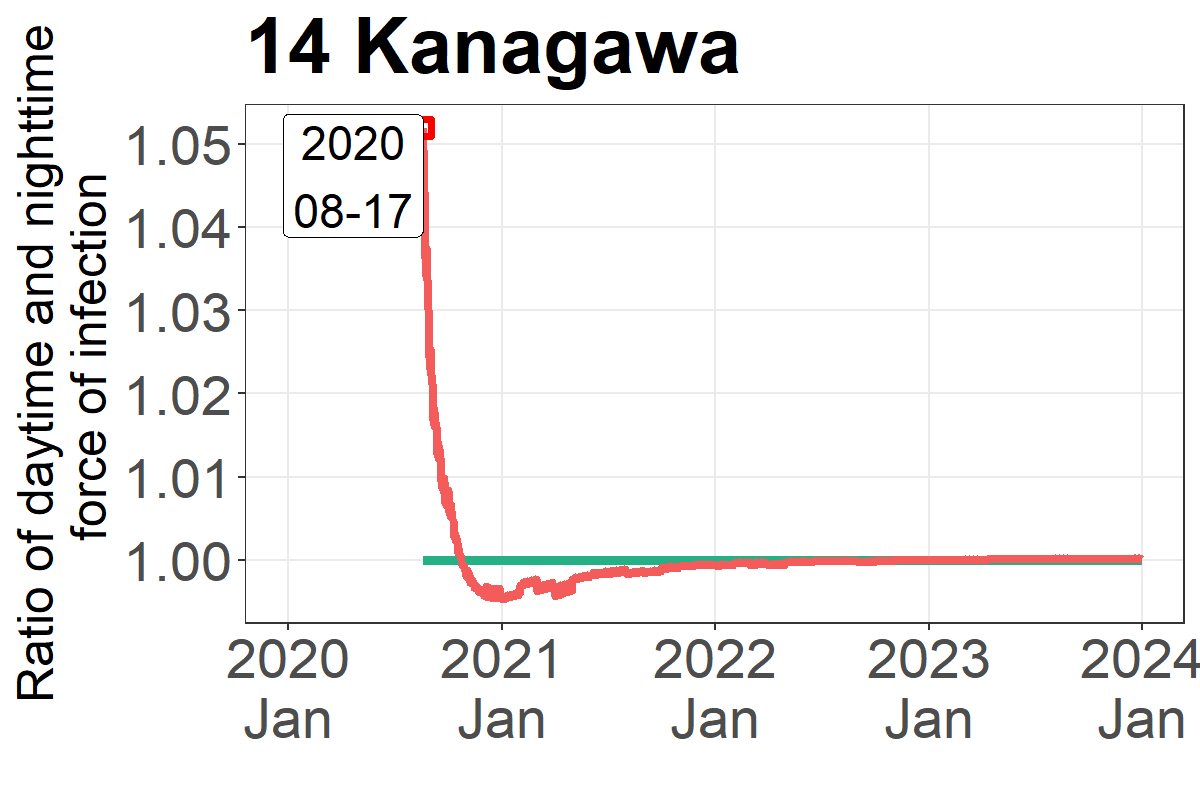 14 Kanagawa
Ratio of daytime and nighttime
force of infection
1.05
1.04
1.03
1.02
1.01
1.00
2020
08-17
2020
Jan
2021
Jan
2022
Jan
2023
Jan
2024
Jan